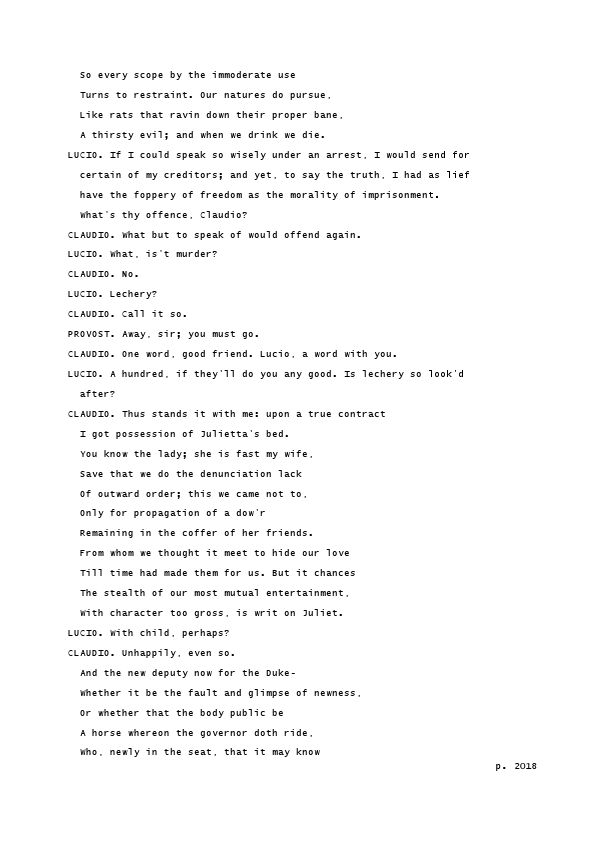 So every scope by the immoderate use
Turns to restraint. Our natures do pursue,
Like rats that ravin down their proper bane,
A thirsty evil; and when we drink we die.
LUCIO. If I could speak so wisely under an arrest, I would send for
certain of my creditors; and yet, to say the truth, I had as lief
have the foppery of freedom as the morality of imprisonment.
What's thy offence, Claudio?
CLAUDIO. What but to speak of would offend again.
LUCIO. What, is't murder?
CLAUDIO. No.
LUCIO. Lechery?
CLAUDIO. Call it so.
PROVOST. Away, sir; you must go.
CLAUDIO. One word, good friend. Lucio, a word with you.
LUCIO. A hundred, if they'll do you any good. Is lechery so look'd
after?
CLAUDIO. Thus stands it with me: upon a true contract
I got possession of Julietta's bed.
You know the lady; she is fast my wife,
Save that we do the denunciation lack
Of outward order; this we came not to,
Only for propagation of a dow'r
Remaining in the coffer of her friends.
From whom we thought it meet to hide our love
Till time had made them for us. But it chances
The stealth of our most mutual entertainment,
With character too gross, is writ on Juliet.
LUCIO. With child, perhaps?
CLAUDIO. Unhappily, even so.
And the new deputy now for the Duke-
Whether it be the fault and glimpse of newness,
Or whether that the body public be
A horse whereon the governor doth ride,
Who, newly in the seat, that it may know
p. 2018